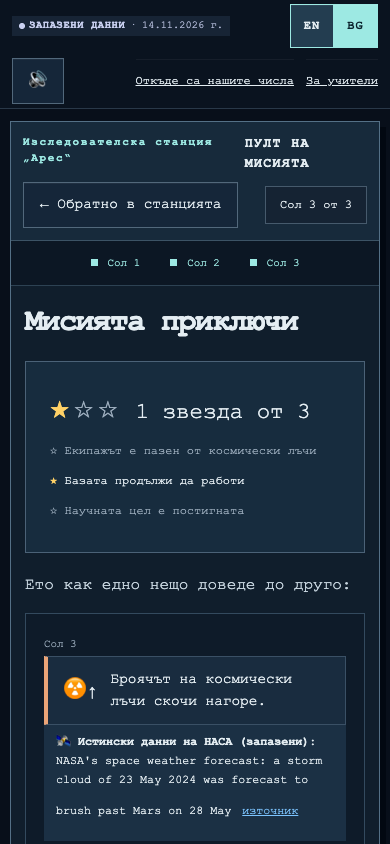 ЗАПАЗЕНИ ДАННИ · 14.11.2026 г.
EN BG
Откъде са нашите числа За учители
Изследователска станция „Арес“
ПУЛТ НА МИСИЯТА
← Обратно в станцията
Сол 3 от 3
Сол 1 Сол 2 Сол 3
Мисията приключи
★☆☆ 1 звезда от 3
☆ Екипажът е пазен от космически лъчи
★ Базата продължи да работи
☆ Научната цел е постигната
Ето как едно нещо доведе до друго:
Сол 3
↑ Броячът на космически
лъчи скочи нагоре.
Истински данни на НАСА (запазени):
NASA's space weather forecast: a storm
cloud of 23 May 2024 was forecast to
brush past Mars on 28 May източник